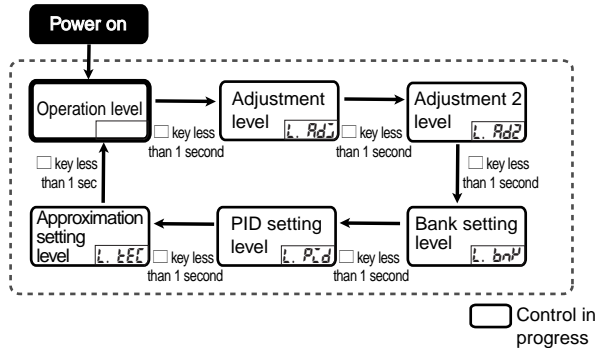 Power on
Operation level
□ key less
than 1 second
Adjustment
level
L.AdJ
□ key less
than 1 second
Adjustment 2
level
L.Ad2
□ key less
than 1 second
Bank setting
level
L.bnK
□ key less
than 1 second
PID setting
level
L.Pid
□ key less
than 1 second
Approximation
setting
level
L.tEC
□ key less
than 1 sec
Control in
progress